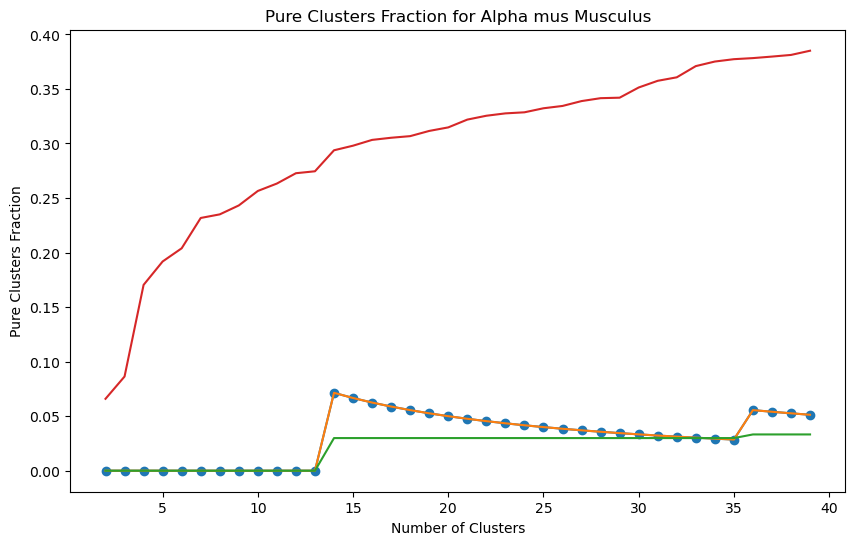 Pure Clusters Fraction for Alpha mus Musculus
Pure Clusters Fraction
0.40
0.35
0.30
0.25
0.20
0.15
0.10
0.05
0.00
5 10 15 20 25 30 35 40
Number of Clusters